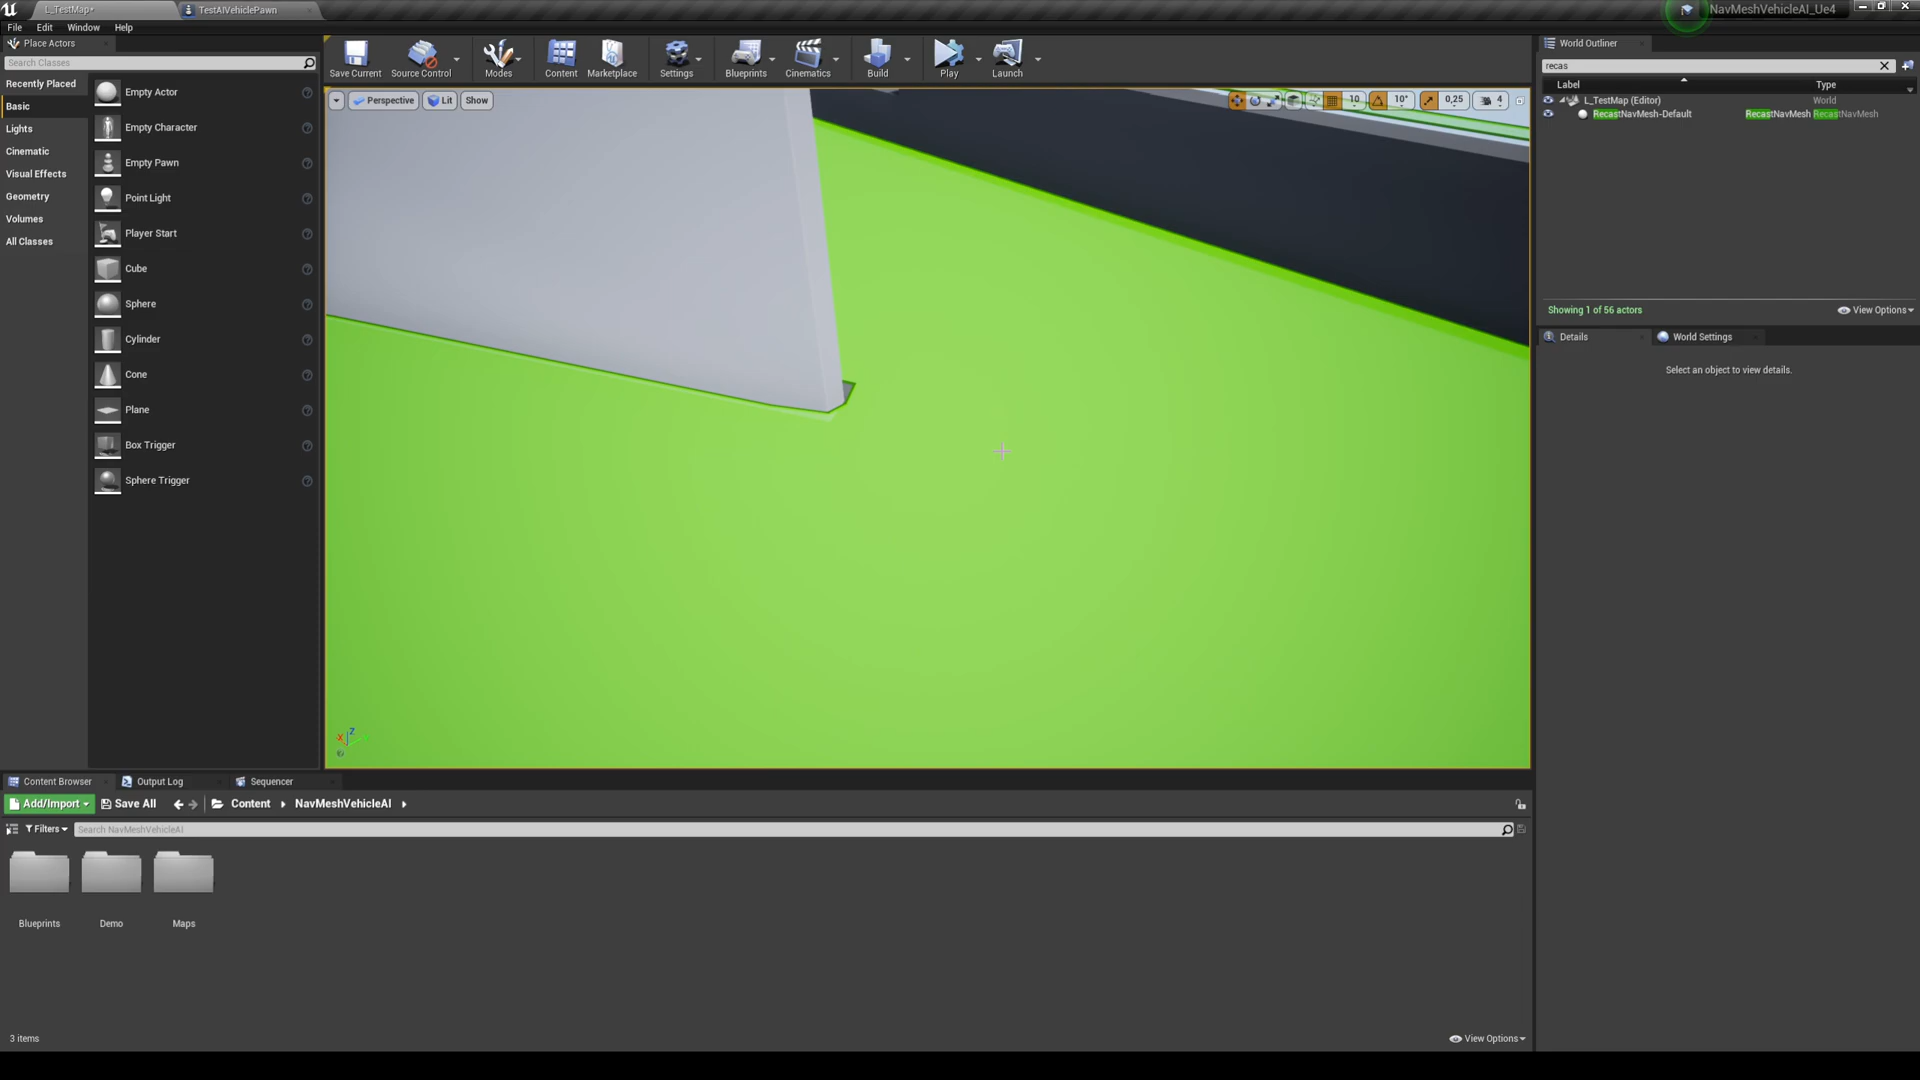 L_TestMap*
TestAIVehiclePawn
NavMeshVehicleAI_Ue4
File Edit Window Help
Place Actors
Search Classes
Recently Placed
Basic
Lights
Cinematic
Visual Effects
Geometry
Volumes
All Classes
Empty Actor
Empty Character
Empty Pawn
Point Light
Player Start
Cube
Sphere
Cylinder
Cone
Plane
Box Trigger
Sphere Trigger
Save Current
Source Control
Modes
Content
Marketplace
Settings
Blueprints
Cinematics
Build
Play
Launch
Perspective
Lit
Show
10
10°
0,25
4
X Z
World Outliner
recas
Label Type
L_TestMap (Editor) World
RecastNavMesh-Default RecastNavMesh RecastNavMesh
Showing 1 of 56 actors
View Options
Details
World Settings
Select an object to view details.
Content Browser
Output Log
Sequencer
Add/Import
Save All
Content
NavMeshVehicleAI
Filters
Search NavMeshVehicleAI
Blueprints
Demo
Maps
3 items
View Options